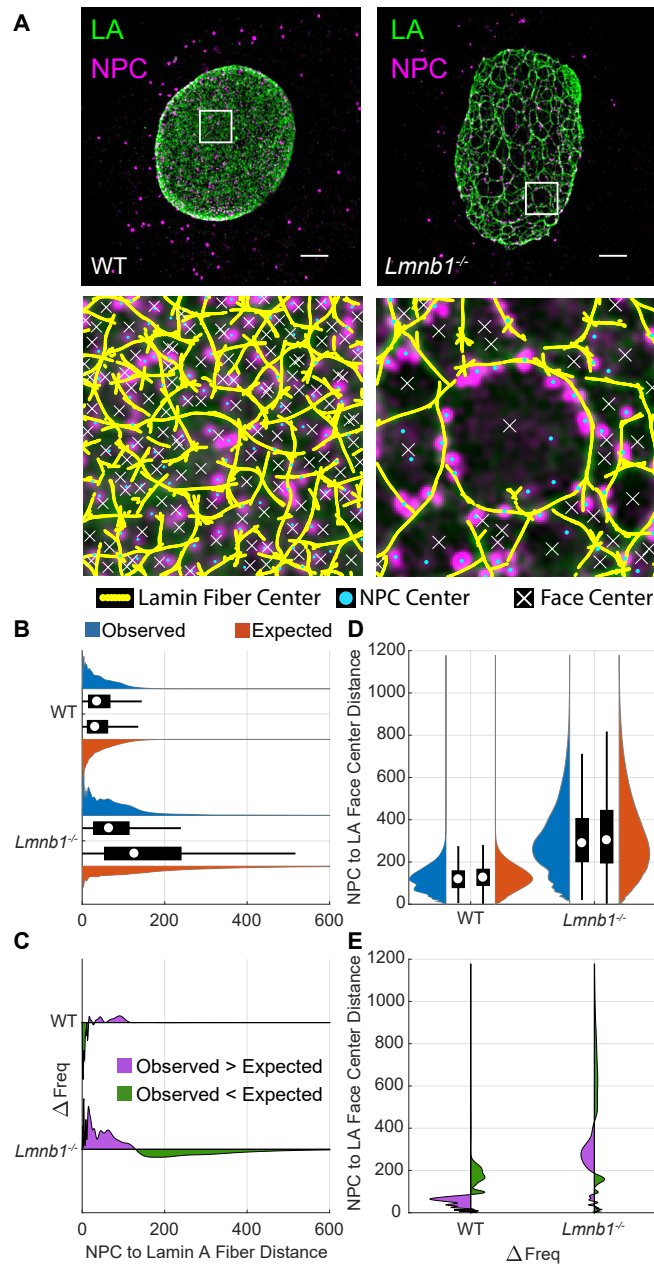 A
LA
NPC
WT
LA
NPC
Lmnb1-/-
Lamin Fiber Center
NPC Center
Face Center
B
Observed
Expected
WT
Lmnb1-/-
0
200
400
600
C
WT
Δ Freq
Lmnb1-/-
Observed > Expected
Observed < Expected
0
200
400
600
NPC to Lamin A Fiber Distance
D
NPC to LA Face Center Distance
1200
1000
800
600
400
200
0
WT
Lmnb1-/-
E
NPC to LA Face Center Distance
1200
1000
800
600
400
200
0
WT
Lmnb1-/-
Δ Freq